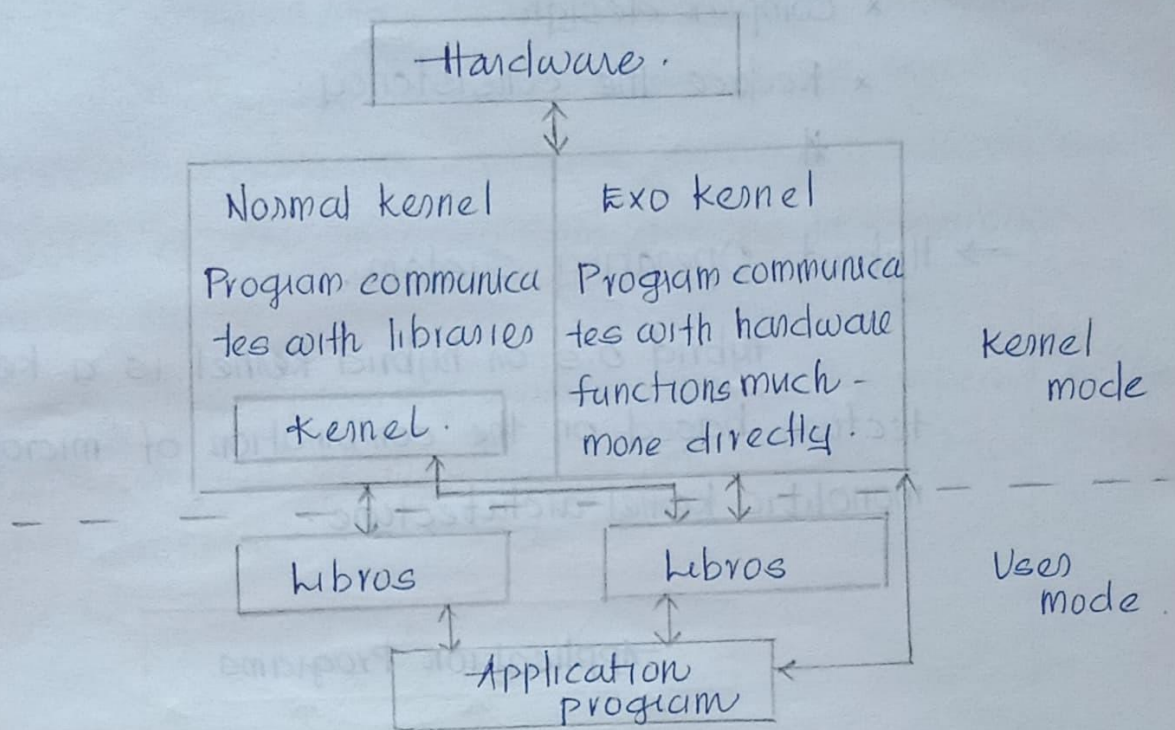 Hardware.
Normal kernel
Program communica
tes with libraries
Kernel.
Exo kernel
Program communica
tes with hardware
functions much -
more directly.
kernel
mode
Libros
Libros
User
mode.
Application
program